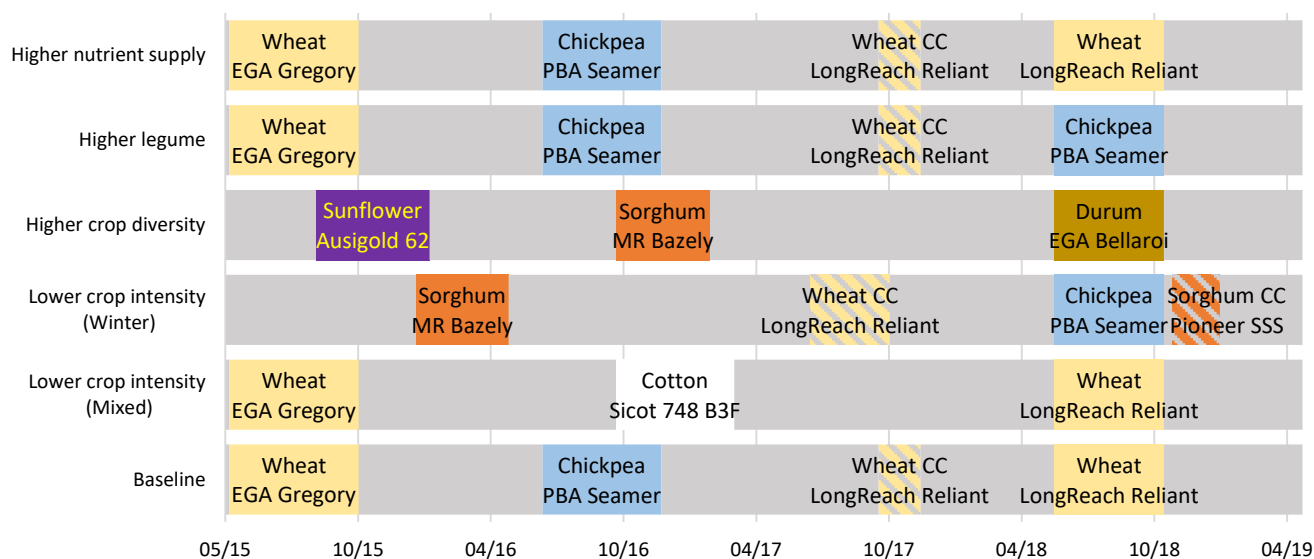 Higher nutrient supply
Wheat
EGA Gregory
Chickpea
PBA Seamer
Wheat CC
LongReach Reliant
Wheat
LongReach Reliant
Higher legume
Wheat
EGA Gregory
Chickpea
PBA Seamer
Wheat CC
LongReach Reliant
Chickpea
PBA Seamer
Higher crop diversity
Sunflower
Ausigold 62
Sorghum
MR Bazely
Durum
EGA Bellaroi
Lower crop intensity
(Winter)
Sorghum
MR Bazely
Wheat CC
LongReach Reliant
Chickpea
PBA Seamer
Sorghum CC
Pioneer SSS
Lower crop intensity
(Mixed)
Wheat
EGA Gregory
Cotton
Sicot 748 B3F
Wheat
LongReach Reliant
Baseline
Wheat
EGA Gregory
Chickpea
PBA Seamer
Wheat CC
LongReach Reliant
Wheat
LongReach Reliant
05/15 10/15 04/16 10/16 04/17 10/17 04/18 10/18 04/19